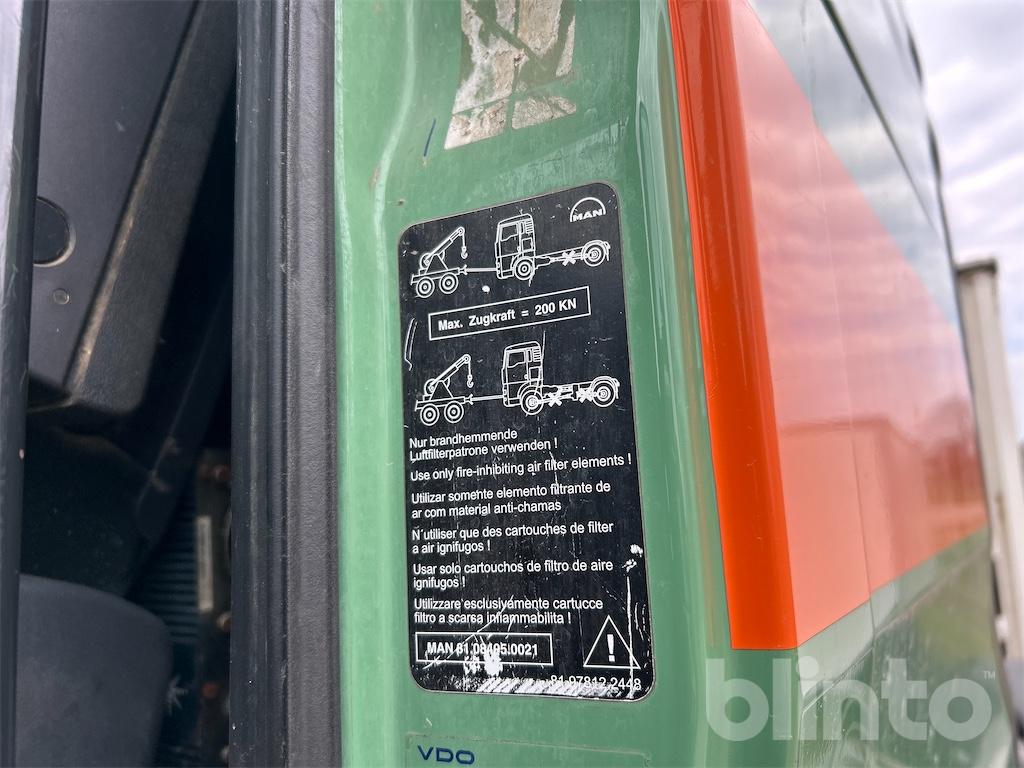 MAN
Max. Zugkraft = 200 KN
Nur brandhemmende
Luftfilterpatrone verwenden !
Use only fire-inhibiting air filter elements !
Utilizar somente elemento filtrante de
ar com material anti-chamas
N´utiliser que des cartouches de filter
a air ignifugos !
Usar solo cartouchos de filtro de aire
ignifugos !
Utilizzare esclusivamente cartucce
filtro a scarsa infiammabilita !
MAN 81.08405.0021
!
81-97812-2448
VDO
blinto™